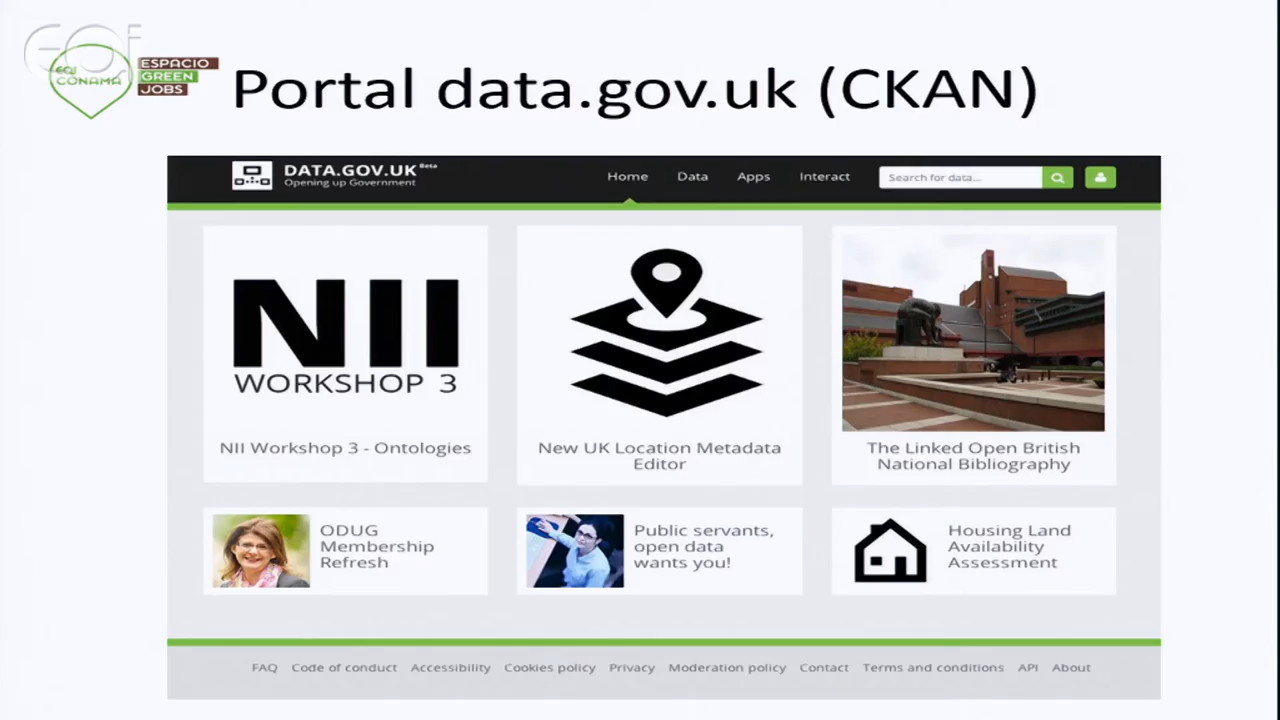 eoi
eoi
CONAMA
ESPACIO
GREEN
JOBS
Portal data.gov.uk (CKAN)
DATA.GOV.UK Beta
Opening up Government
Home Data Apps Interact Search for data...
NII
WORKSHOP 3
NII Workshop 3 - Ontologies
New UK Location Metadata
Editor
The Linked Open British
National Bibliography
ODUG
Membership
Refresh
Public servants,
open data
wants you!
Housing Land
Availability
Assessment
FAQ Code of conduct Accessibility Cookies policy Privacy Moderation policy Contact Terms and conditions API About